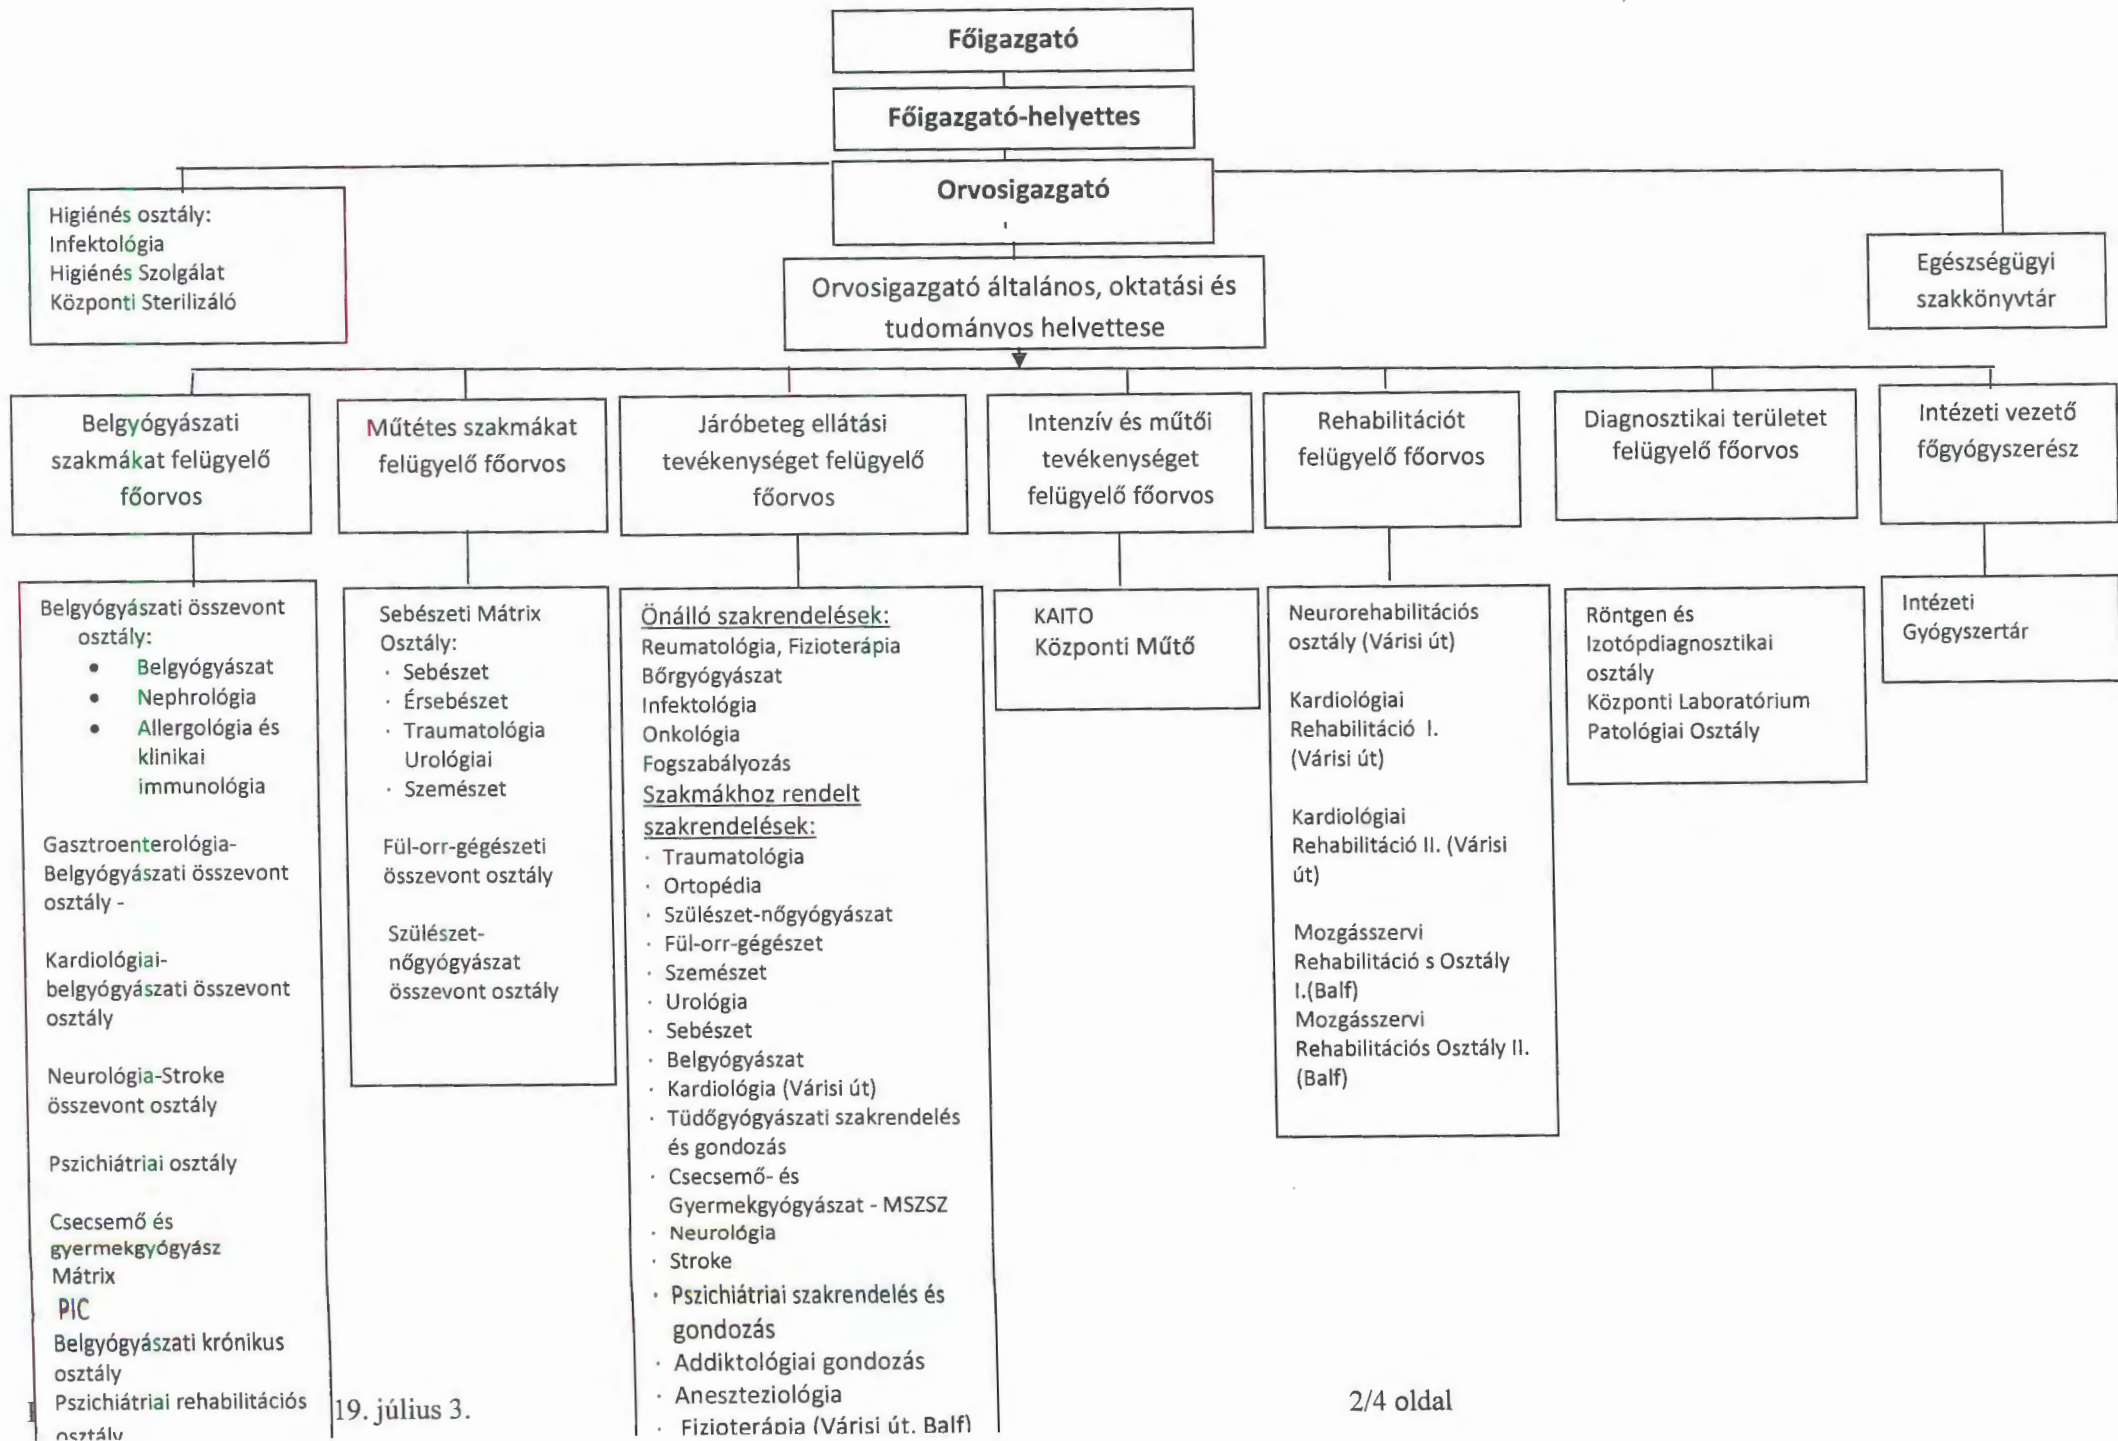 Főigazgató
Főigazgató-helyettes
Orvosigazgató
Higiénés osztály:
Infektológia
Higiénés Szolgálat
Központi Sterilizáló
Orvosigazgató általános, oktatási és
tudományos helyettese
Egészségügyi
szakkönyvtár
Belgyógyászati
szakmákat felügyelő
főorvos
Műtétes szakmákat
felügyelő főorvos
Járóbeteg ellátási
tevékenységet felügyelő
főorvos
Intenzív és műtői
tevékenységet
felügyelő főorvos
Rehabilitációt
felügyelő főorvos
Diagnosztikai területet
felügyelő főorvos
Intézeti vezető
főgyógyszerész
Belgyógyászati összevont
osztály:
• Belgyógyászat
• Nephrológia
• Allergológia és
klinikai
immunológia
Gasztroenterológia-
Belgyógyászati összevont
osztály -
Kardiológiai-
belgyógyászati összevont
osztály
Neurológia-Stroke
összevont osztály
Pszichiátriai osztály
Csecsemő és
gyermekgyógyász
Mátrix
PIC
Belgyógyászati krónikus
osztály
Pszichiátriai rehabilitációs
osztály
Sebészeti Mátrix
Osztály:
· Sebészet
· Érsebészet
· Traumatológia
Urológiai
· Szemészet
Fül-orr-gégészeti
összevont osztály
Szülészet-
nőgyógyászat
összevont osztály
Önálló szakrendelések:
Reumatológia, Fizioterápia
Bőrgyógyászat
Infektológia
Onkológia
Fogszabályozás
Szakmákhoz rendelt
szakrendelések:
· Traumatológia
· Ortopédia
· Szülészet-nőgyógyászat
· Fül-orr-gégészet
· Szemészet
· Urológia
· Sebészet
· Belgyógyászat
· Kardiológia (Várisi út)
· Tüdőgyógyászati szakrendelés
és gondozás
· Csecsemő- és
Gyermekgyógyászat - MSZSZ
· Neurológia
· Stroke
· Pszichiátriai szakrendelés és
gondozás
· Addiktológiai gondozás
· Aneszteziológia
· Fizioterápia (Várisi út, Balf)
KAITO
Központi Műtő
Neurorehabilitációs
osztály (Várisi út)
Kardiológiai
Rehabilitáció I.
(Várisi út)
Kardiológiai
Rehabilitáció II. (Várisi
út)
Mozgásszervi
Rehabilitáció s Osztály
I.(Balf)
Mozgásszervi
Rehabilitációs Osztály II.
(Balf)
Röntgen és
Izotópdiagnosztikai
osztály
Központi Laboratórium
Patológiai Osztály
Intézeti
Gyógyszertár
19. július 3.
2/4 oldal